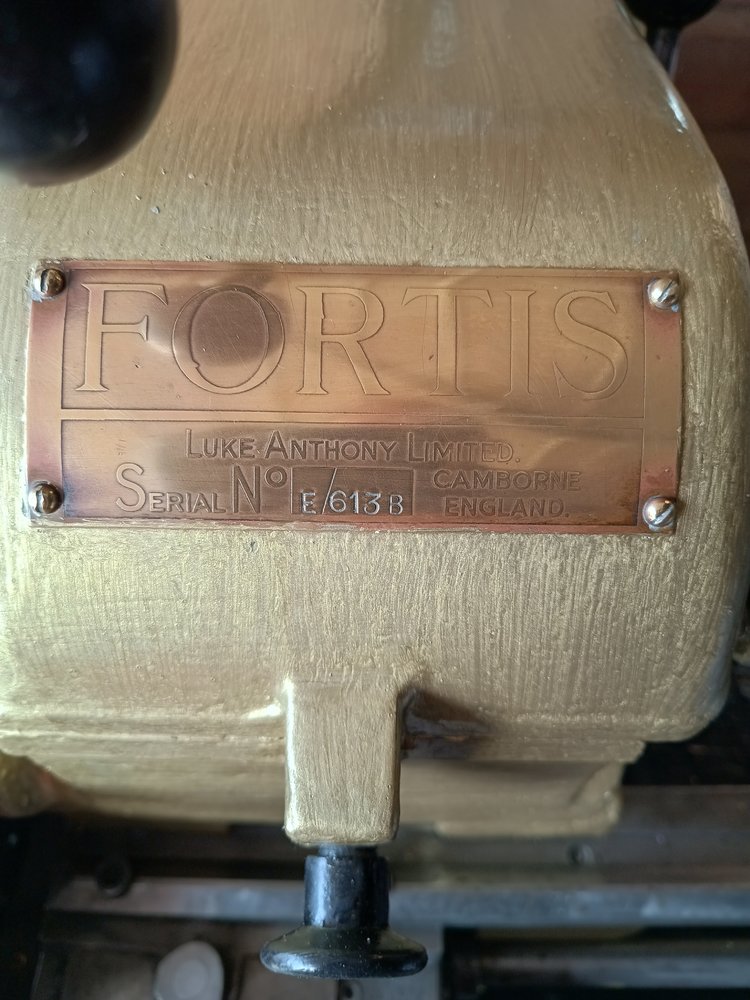 FORTIS
LUKE ANTHONY LIMITED.
SERIAL Nº E/613B
CAMBORNE
ENGLAND.